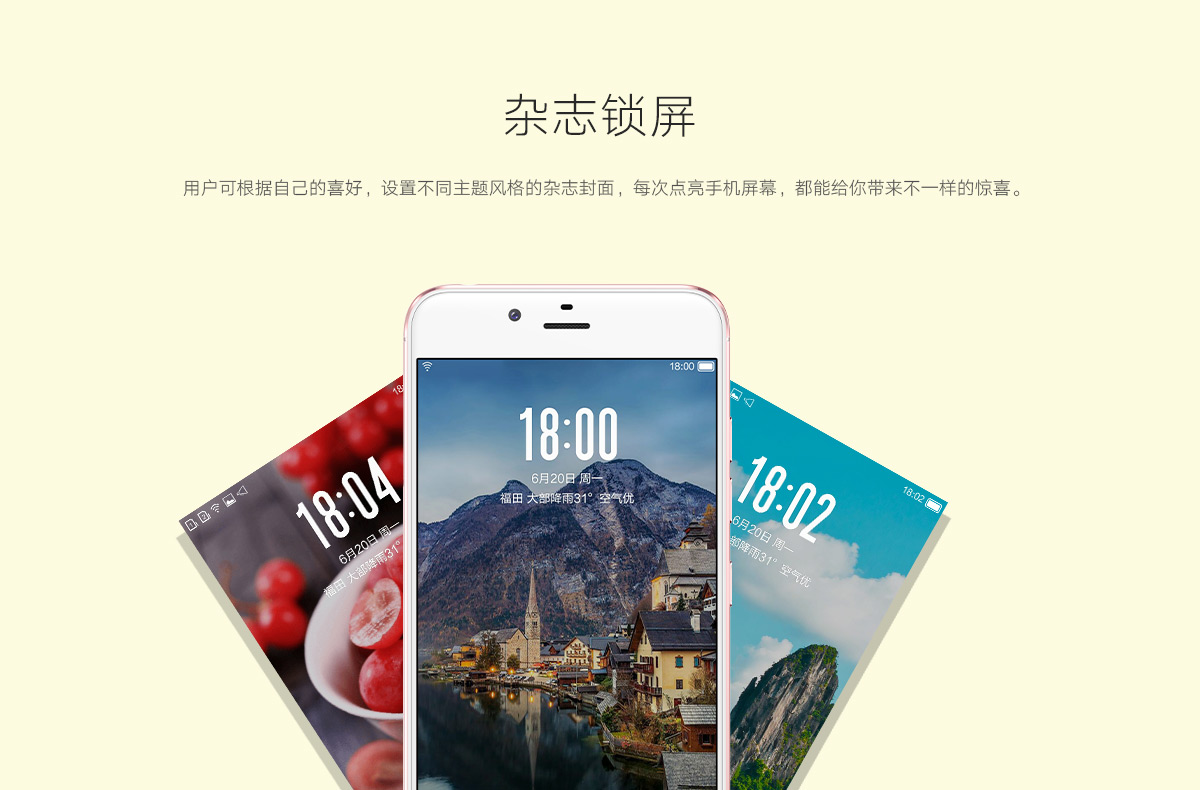 杂志锁屏
用户可根据自己的喜好，设置不同主题风格的杂志封面，每次点亮手机屏幕，都能给你带来不一样的惊喜。
18:00
18:00
6月20日 周一
福田 大部降雨31° 空气优
18:04
6月20日 周一
福田 大部降雨31°
18:02
18:02
6月20日 周一
部降雨31° 空气优